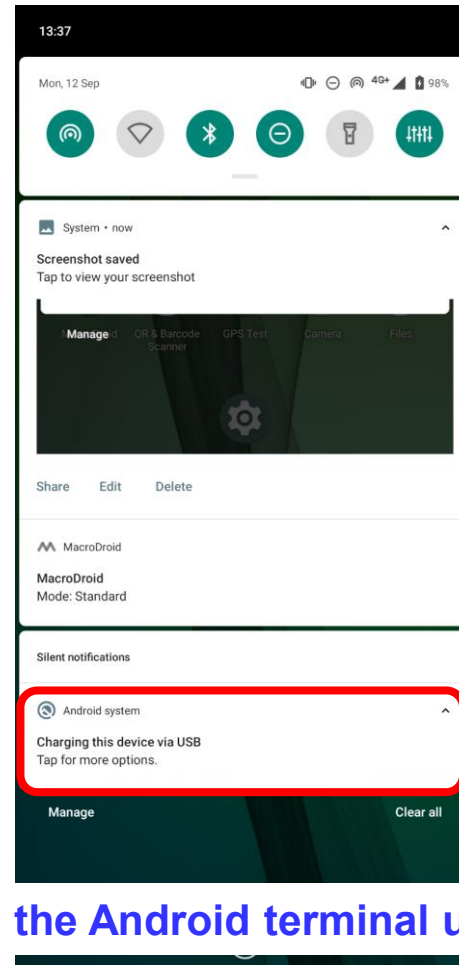 13:37
Mon, 12 Sep 4G+ 98%
System • now
Screenshot saved
Tap to view your screenshot
Manage QR & Barcode Scanner GPS Test Camera Files
Share Edit Delete
MacroDroid
MacroDroid
Mode: Standard
Silent notifications
Android system
Charging this device via USB
Tap for more options.
Manage Clear all
the Android terminal u